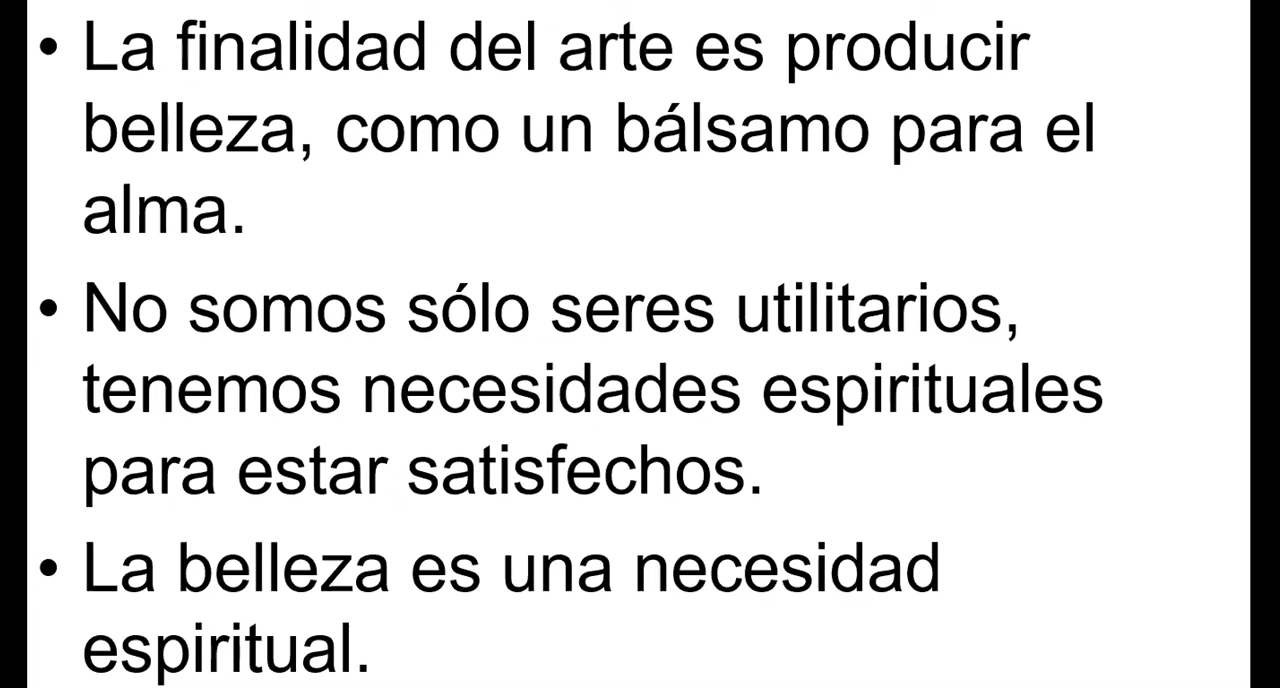 • La finalidad del arte es producir
belleza, como un bálsamo para el
alma.
• No somos sólo seres utilitarios,
tenemos necesidades espirituales
para estar satisfechos.
• La belleza es una necesidad
espiritual.